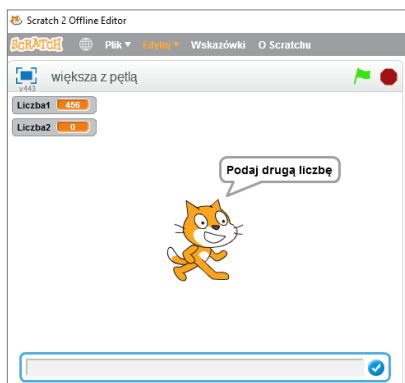 Scratch 2 Offline Editor
SCRATCH Plik Edytuj Wskazówki O Scratchu
większa z pętlą
v443
Liczba1 456
Liczba2 0
Podaj drugą liczbę